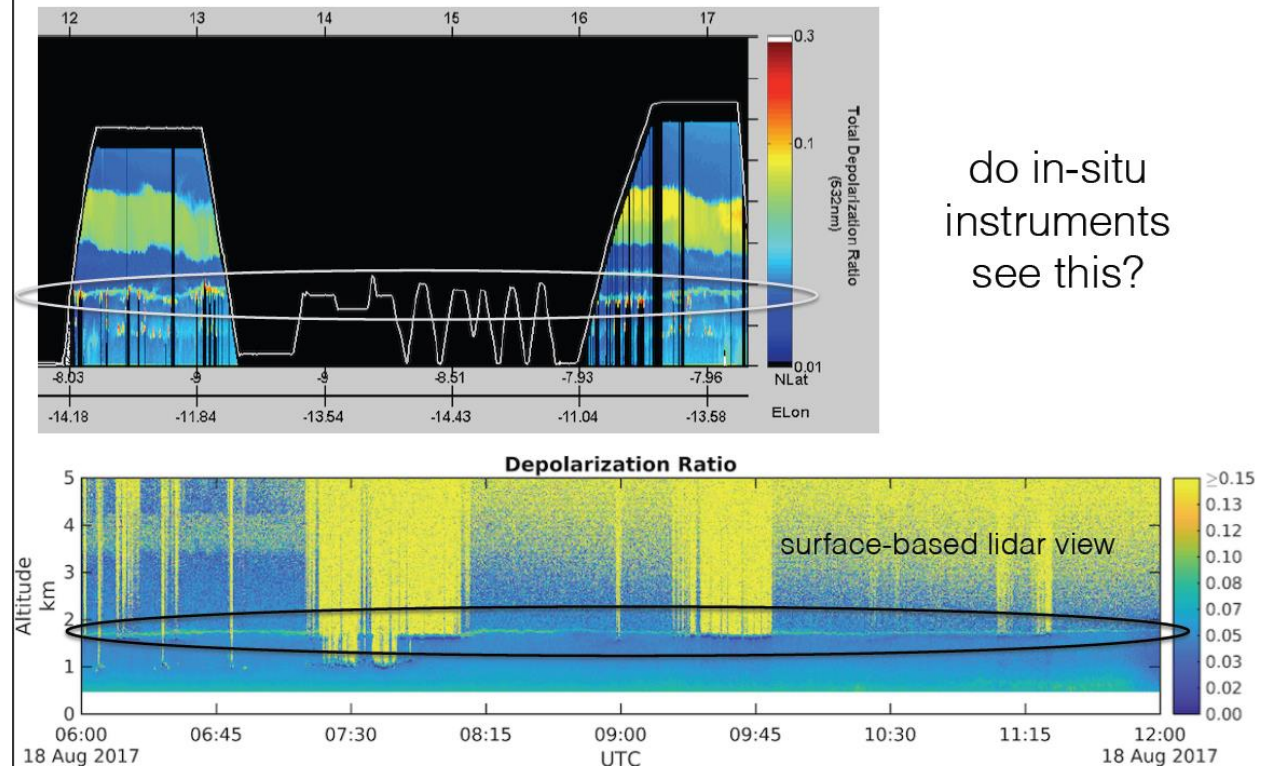 12 13 14 15 16 17
0.3
0.1
0.01
Total Depolarization Ratio
(532nm)
-8.03 -9 -9 -8.51 -7.93 -7.96 NLat
-14.18 -11.84 -13.54 -14.43 -11.04 -13.58 ELon
do in-situ
instruments
see this?
Depolarization Ratio
5
4
3
2
1
0
Altitude
km
surface-based lidar view
≥0.15
0.13
0.12
0.10
0.08
0.07
0.05
0.03
0.02
0.00
06:00 06:45 07:30 08:15 09:00 09:45 10:30 11:15 12:00
18 Aug 2017 UTC 18 Aug 2017